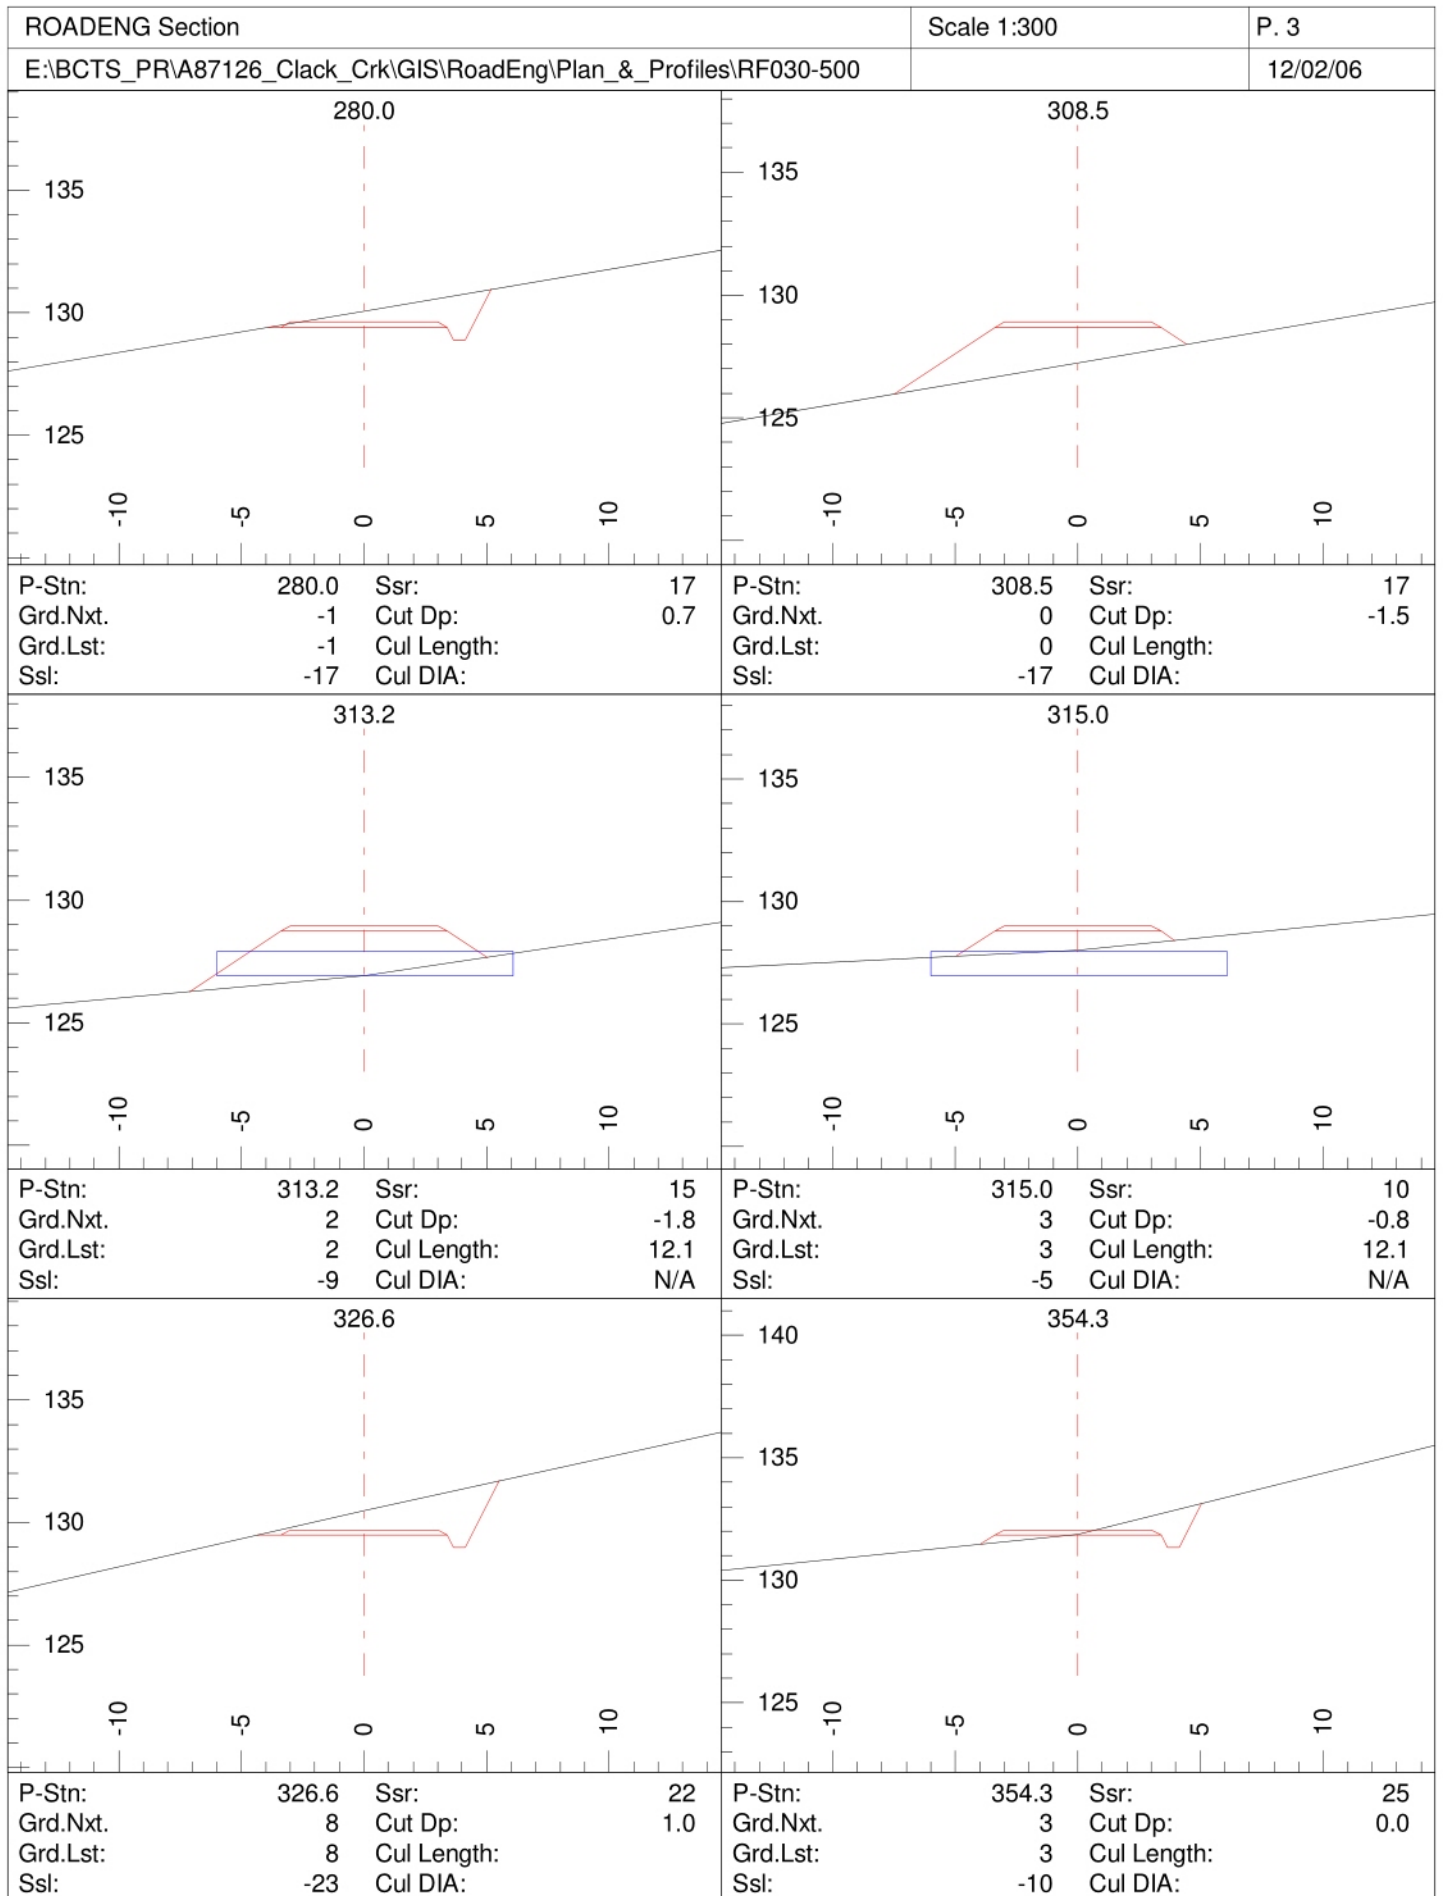 ROADENG Section Scale 1:300 P. 3
E:\BCTS_PR\A87126_Clack_Crk\GIS\RoadEng\Plan_&_Profiles\RF030-500 12/02/06
280.0
135
130
125
-10 -5 0 5 10
P-Stn: 280.0 Ssr: 17
Grd.Nxt. -1 Cut Dp: 0.7
Grd.Lst: -1 Cul Length:
Ssl: -17 Cul DIA:
308.5
135
130
125
-10 -5 0 5 10
P-Stn: 308.5 Ssr: 17
Grd.Nxt. 0 Cut Dp: -1.5
Grd.Lst: 0 Cul Length:
Ssl: -17 Cul DIA:
313.2
135
130
125
-10 -5 0 5 10
P-Stn: 313.2 Ssr: 15
Grd.Nxt. 2 Cut Dp: -1.8
Grd.Lst: 2 Cul Length: 12.1
Ssl: -9 Cul DIA: N/A
315.0
135
130
125
-10 -5 0 5 10
P-Stn: 315.0 Ssr: 10
Grd.Nxt. 3 Cut Dp: -0.8
Grd.Lst: 3 Cul Length: 12.1
Ssl: -5 Cul DIA: N/A
326.6
135
130
125
-10 -5 0 5 10
P-Stn: 326.6 Ssr: 22
Grd.Nxt. 8 Cut Dp: 1.0
Grd.Lst: 8 Cul Length:
Ssl: -23 Cul DIA:
354.3
140
135
130
125
-10 -5 0 5 10
P-Stn: 354.3 Ssr: 25
Grd.Nxt. 3 Cut Dp: 0.0
Grd.Lst: 3 Cul Length:
Ssl: -10 Cul DIA: